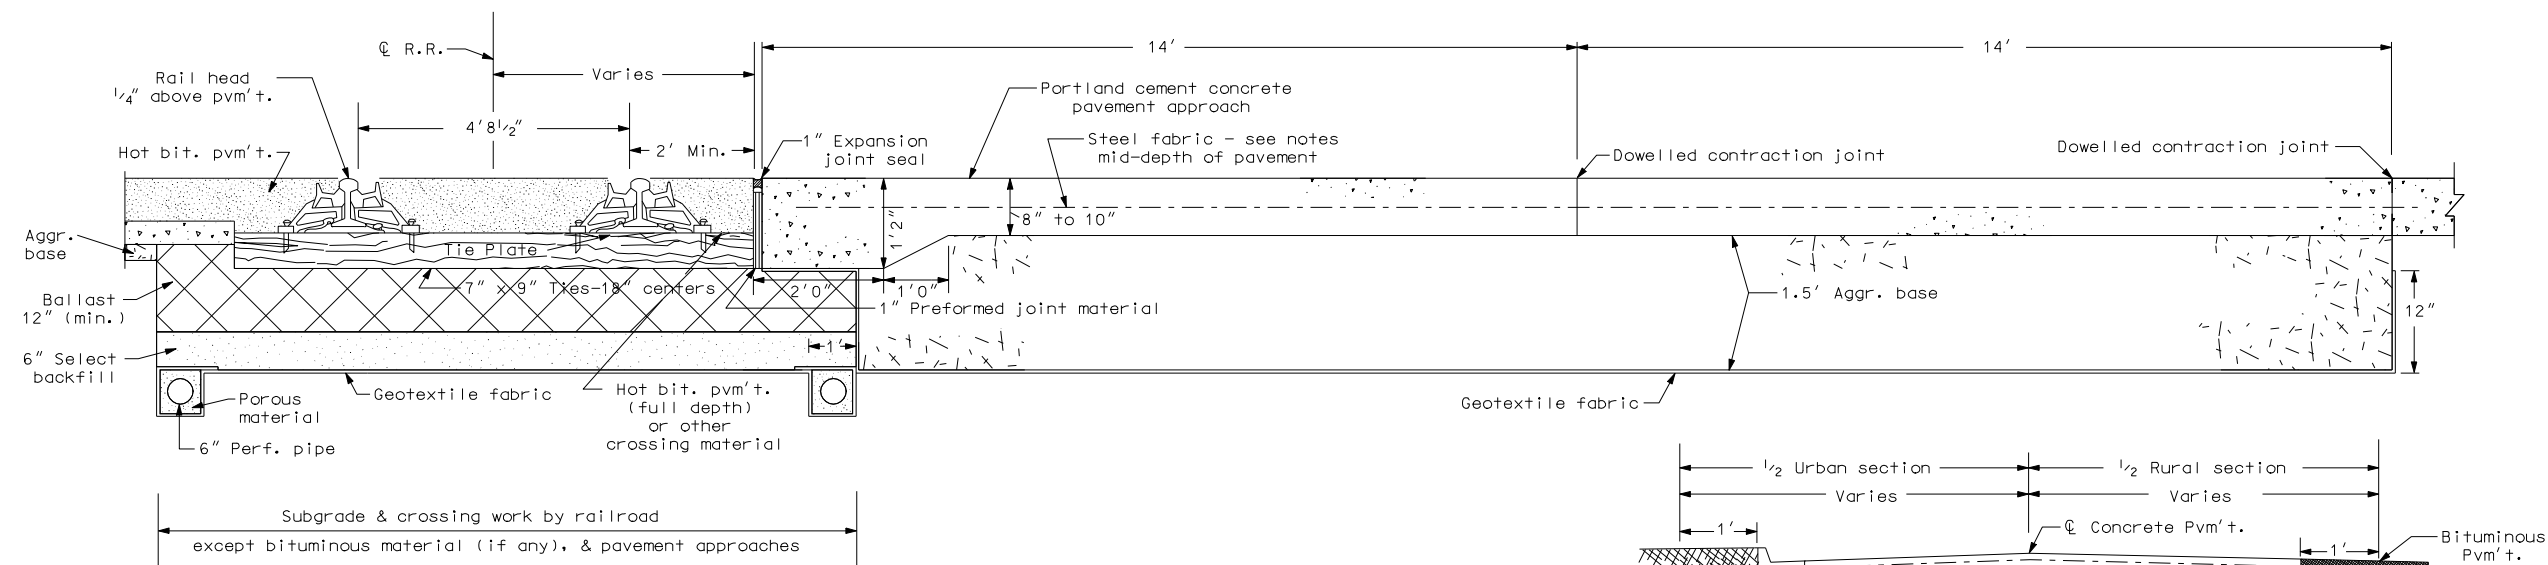 ℄ R.R.
14'
14'
Rail head
1/4" above pvm't.
Varies
Portland cement concrete
pavement approach
4'8 1/2"
Hot bit. pvm't.
2' Min.
1" Expansion
joint seal
Steel fabric - see notes
mid-depth of pavement
Dowelled contraction joint
Dowelled contraction joint
1'2"
8" to 10"
Aggr.
base
Tie Plate
7" x 9" Ties-18" centers
2'0"
1'0"
1" Preformed joint material
1.5' Aggr. base
12"
Ballast
12" (min.)
6" Select
backfill
1'
Porous
material
Geotextile fabric
Hot bit. pvm't.
(full depth)
or other
crossing material
Geotextile fabric
6" Perf. pipe
1/2 Urban section
1/2 Rural section
Varies
Varies
Subgrade & crossing work by railroad
except bituminous material (if any), & pavement approaches
1'
℄ Concrete Pvm't.
1'
Bituminous
Pvm't.